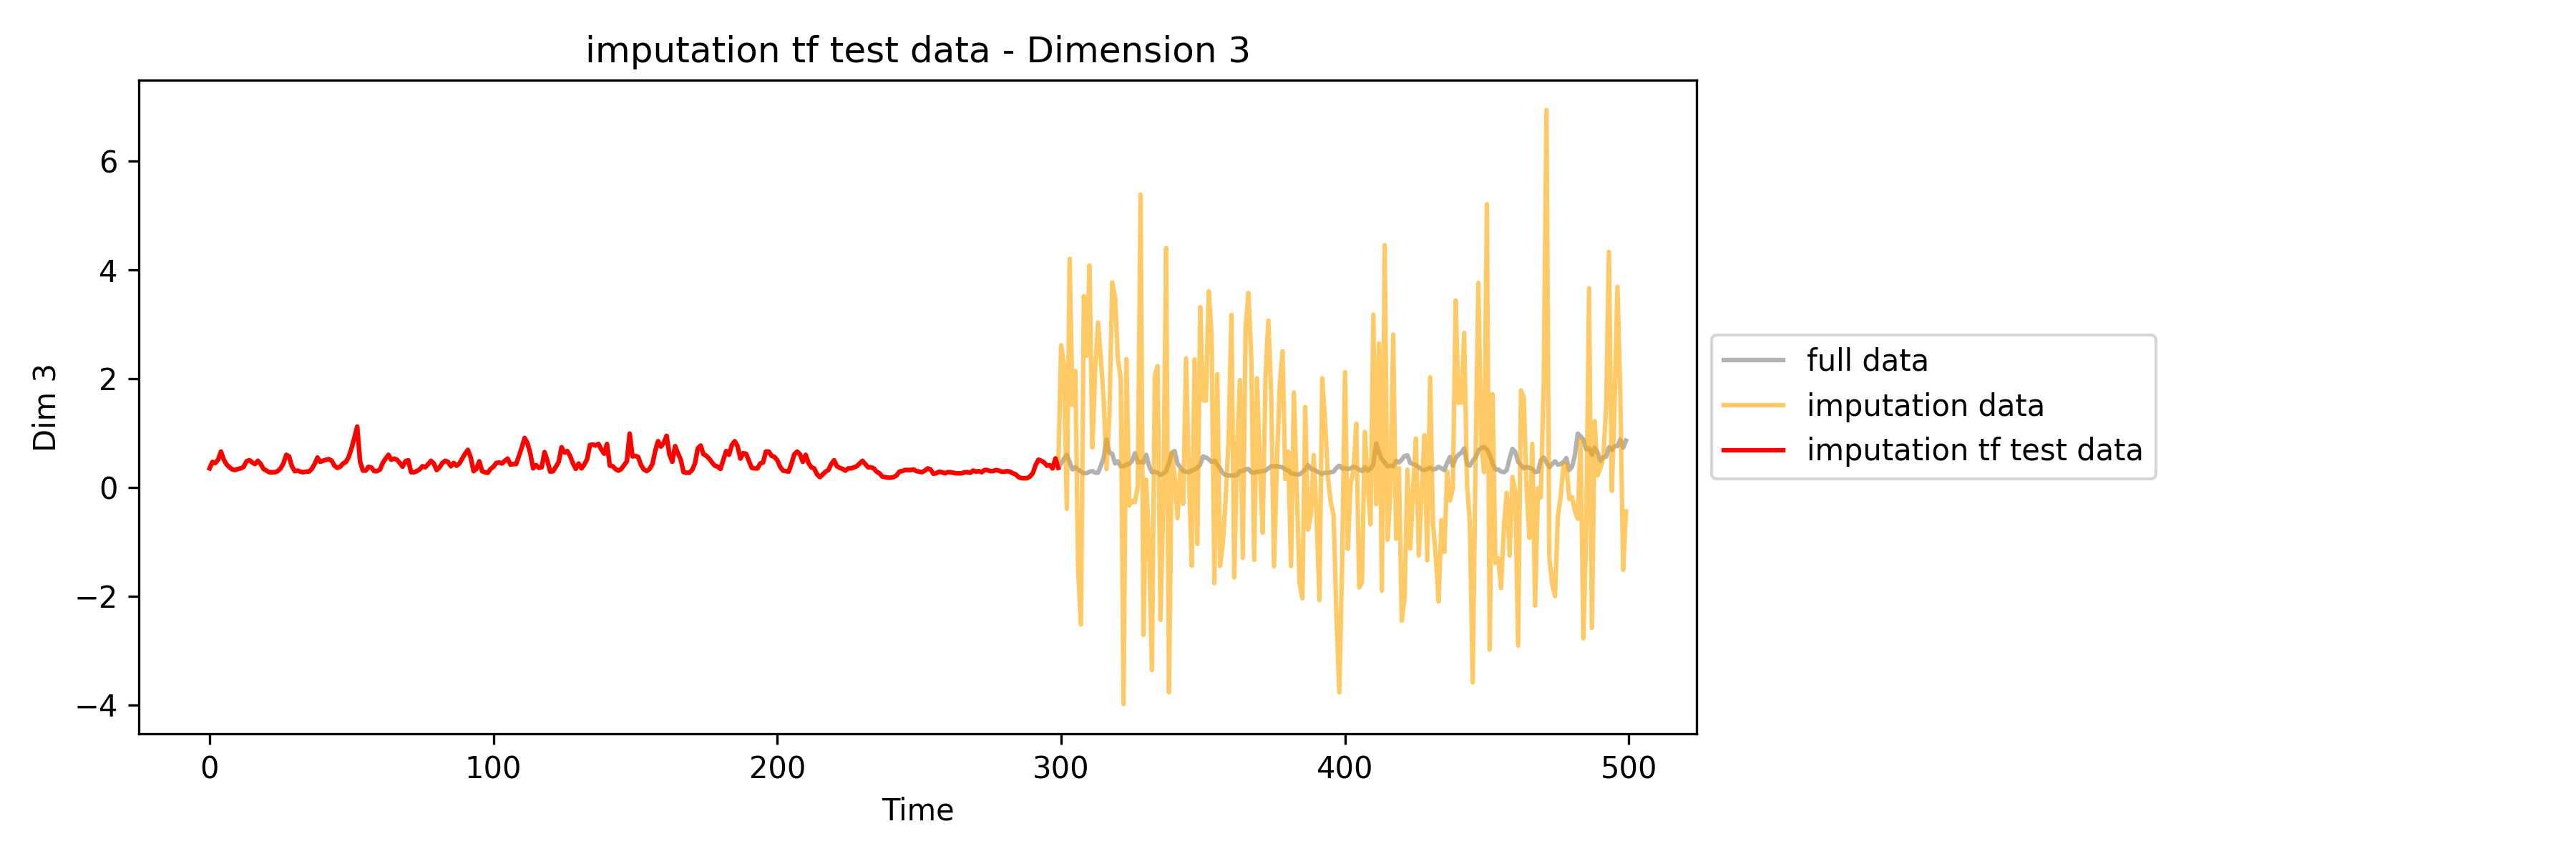 imputation tf test data - Dimension 3
6
4
2
0
−2
−4
Dim 3
0 100 200 300 400 500
Time
full data
imputation data
imputation tf test data